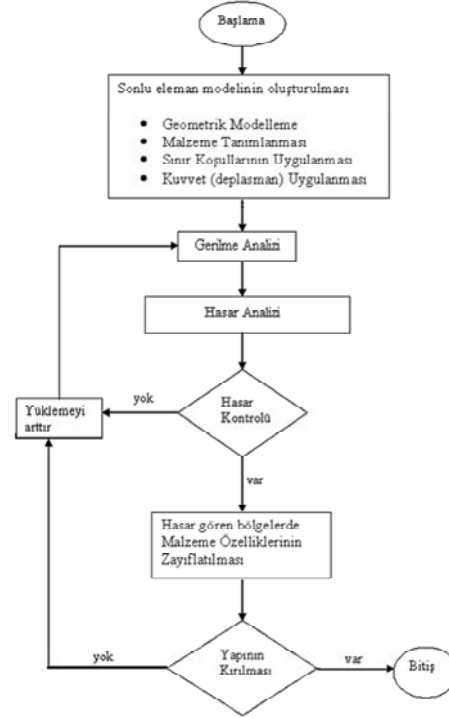 Başlama
Sonlu eleman modelinin oluşturulması
• Geometrik Modelleme
• Malzeme Tanımlanması
• Sınır Koşullarının Uygulanması
• Kuvvet (deplasman) Uygulanması
Gerilme Analizi
Hasar Analizi
Hasar
Kontrolü
yok
Yüklemeyi
arttır
var
Hasar gören bölgelerde
Malzeme Özelliklerinin
Zayıflatılması
Yapının
Kırılması
yok
var
Bitiş